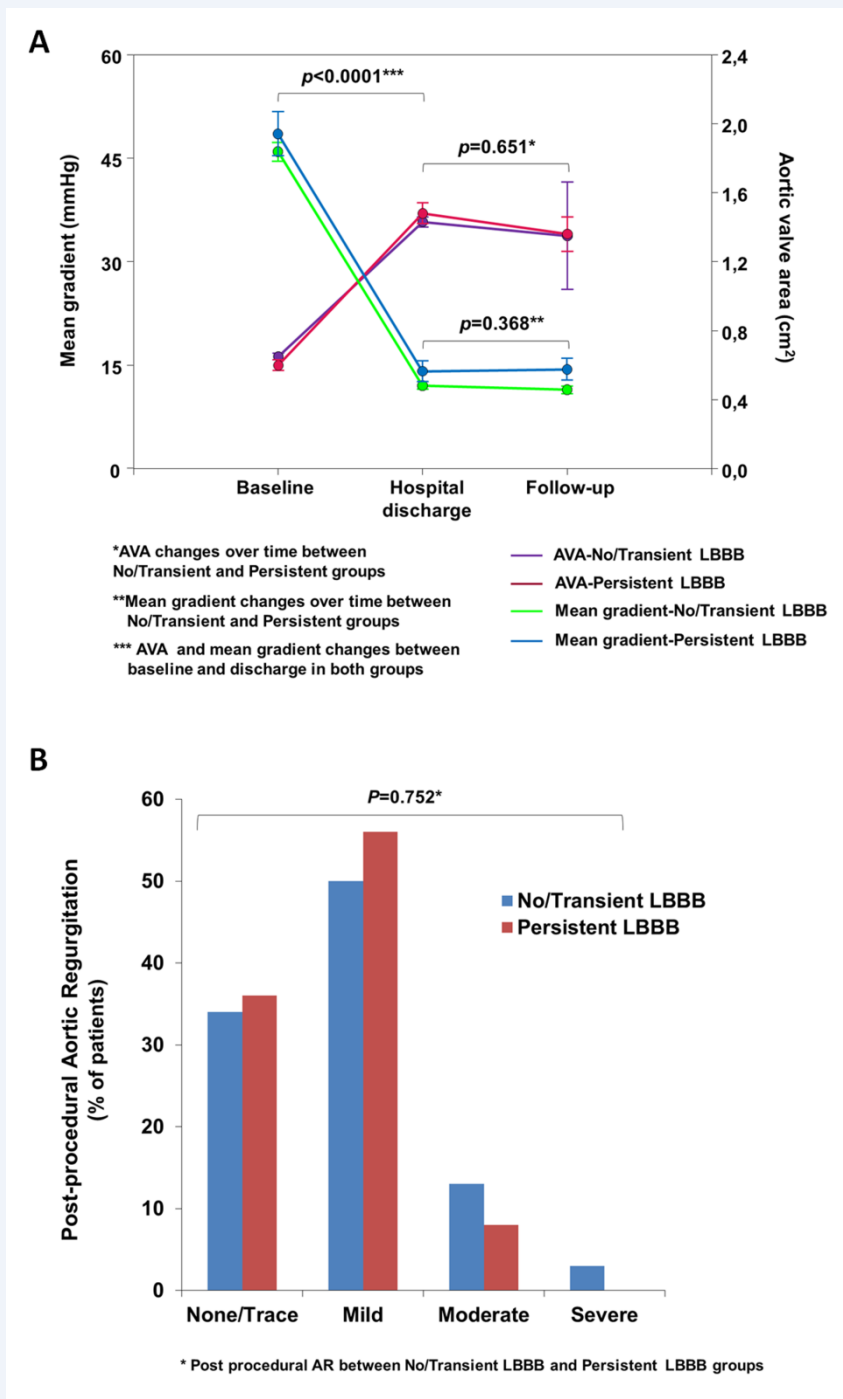 A
60
45
30
15
0
Mean gradient (mmHg)
2,4
2,0
1,6
1,2
0,8
0,4
0,0
Aortic valve area (cm²)
p<0.0001***
p=0.651*
p=0.368**
Baseline
Hospital
discharge
Follow-up
*AVA changes over time between
No/Transient and Persistent groups
**Mean gradient changes over time between
No/Transient and Persistent groups
*** AVA and mean gradient changes between
baseline and discharge in both groups
AVA-No/Transient LBBB
AVA-Persistent LBBB
Mean gradient-No/Transient LBBB
Mean gradient-Persistent LBBB
B
60
50
40
30
20
10
0
Post-procedural Aortic Regurgitation
(% of patients)
P=0.752*
No/Transient LBBB
Persistent LBBB
None/Trace
Mild
Moderate
Severe
* Post procedural AR between No/Transient LBBB and Persistent LBBB groups